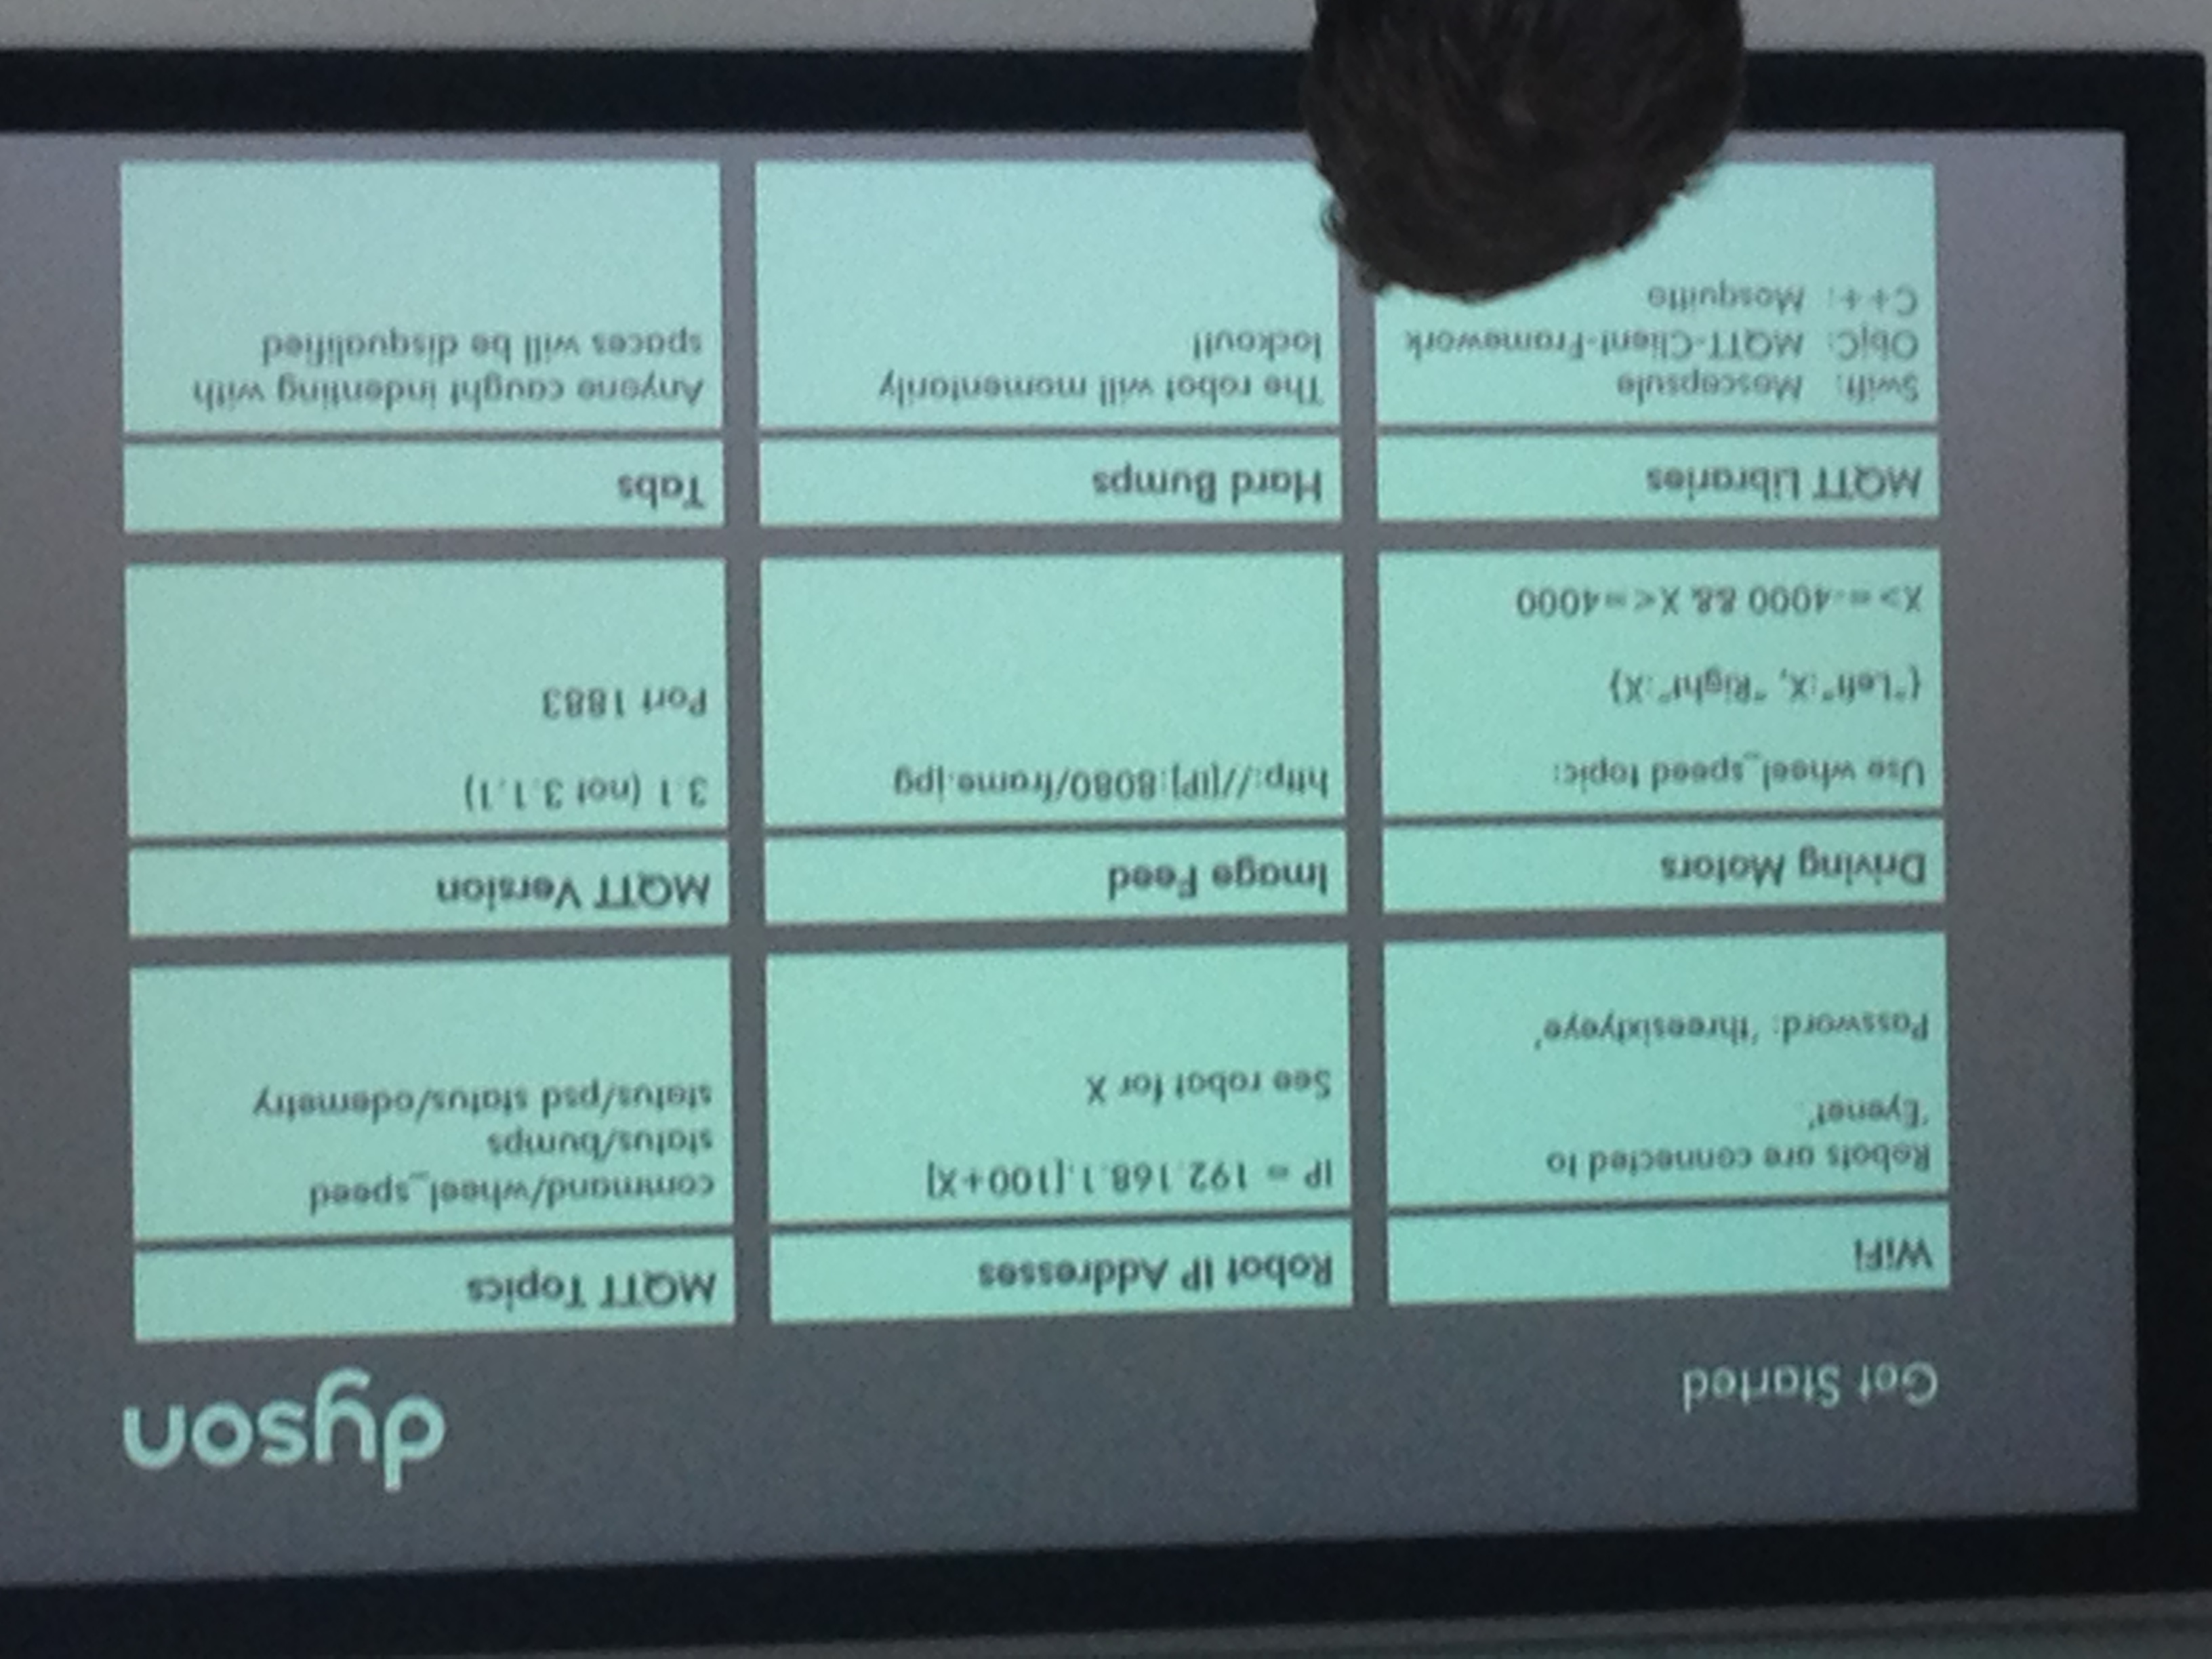 dyson
Get Started
WiFi
Robots are connected to
'Eyenet'
Password: 'threesixtyeye'
Robot IP Addresses
IP = 192.168.1.[100+X]
See robot for X
MQTT Topics
command/wheel_speed
status/bumps
status/psd status/odometry
Driving Motors
Use wheel_speed topic:
{"Left":X, "Right":X}
X>=-4000 && X<=4000
Image Feed
http://[IP]:8080/frame.jpg
MQTT Version
3.1 (not 3.1.1)
Port 1883
MQTT Libraries
Swift: Moscapsule
ObjC: MQTT-Client-Framework
C++: Mosquitto
Hard Bumps
The robot will momentarily
lockout!
Tabs
Anyone caught indenting with
spaces will be disqualified